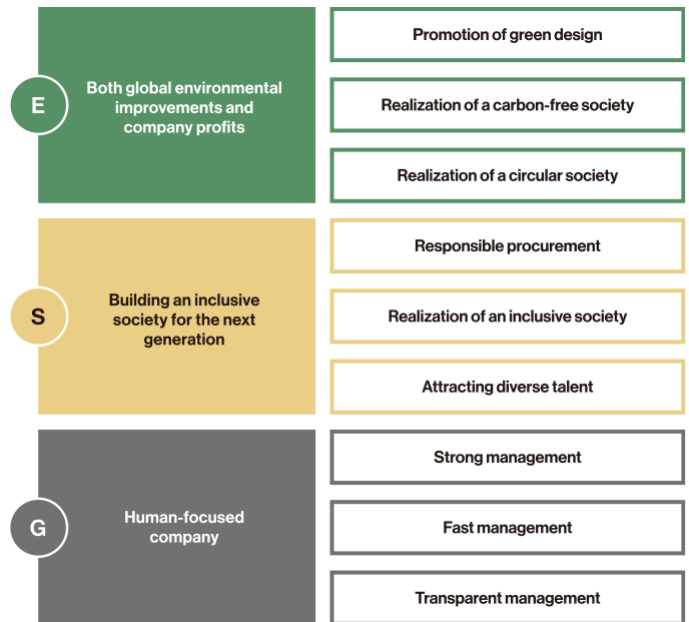 E
Both global environmental
improvements and
company profits
Promotion of green design
Realization of a carbon-free society
Realization of a circular society
S
Building an inclusive
society for the next
generation
Responsible procurement
Realization of an inclusive society
Attracting diverse talent
G
Human-focused
company
Strong management
Fast management
Transparent management